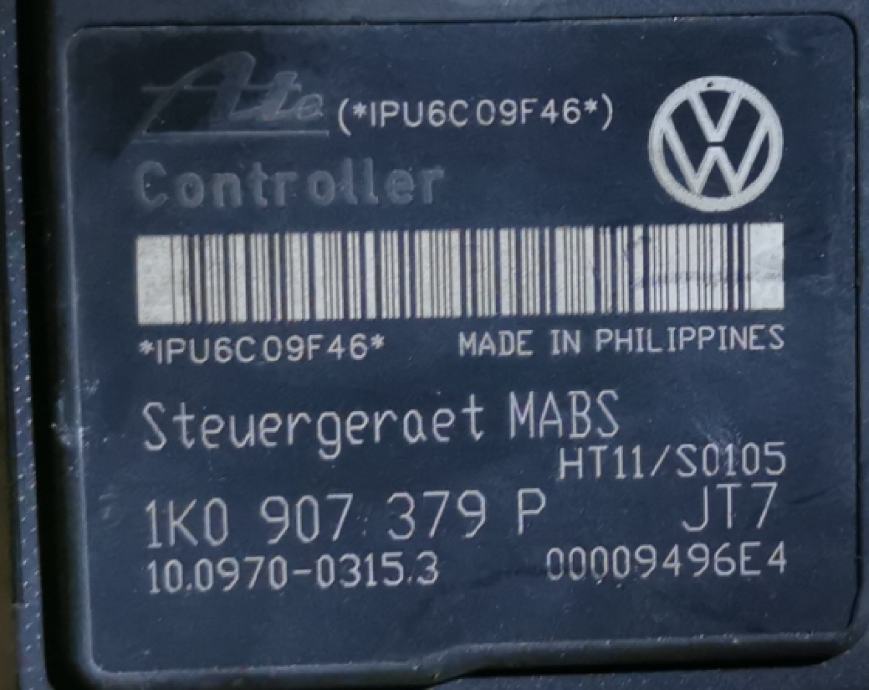 Ate (*IPU6C09F46*)
Controller
*IPU6C09F46* MADE IN PHILIPPINES
Steuergeraet MABS
HT11/S0105
1K0 907 379 P JT7
10.0970-0315.3 00009496E4